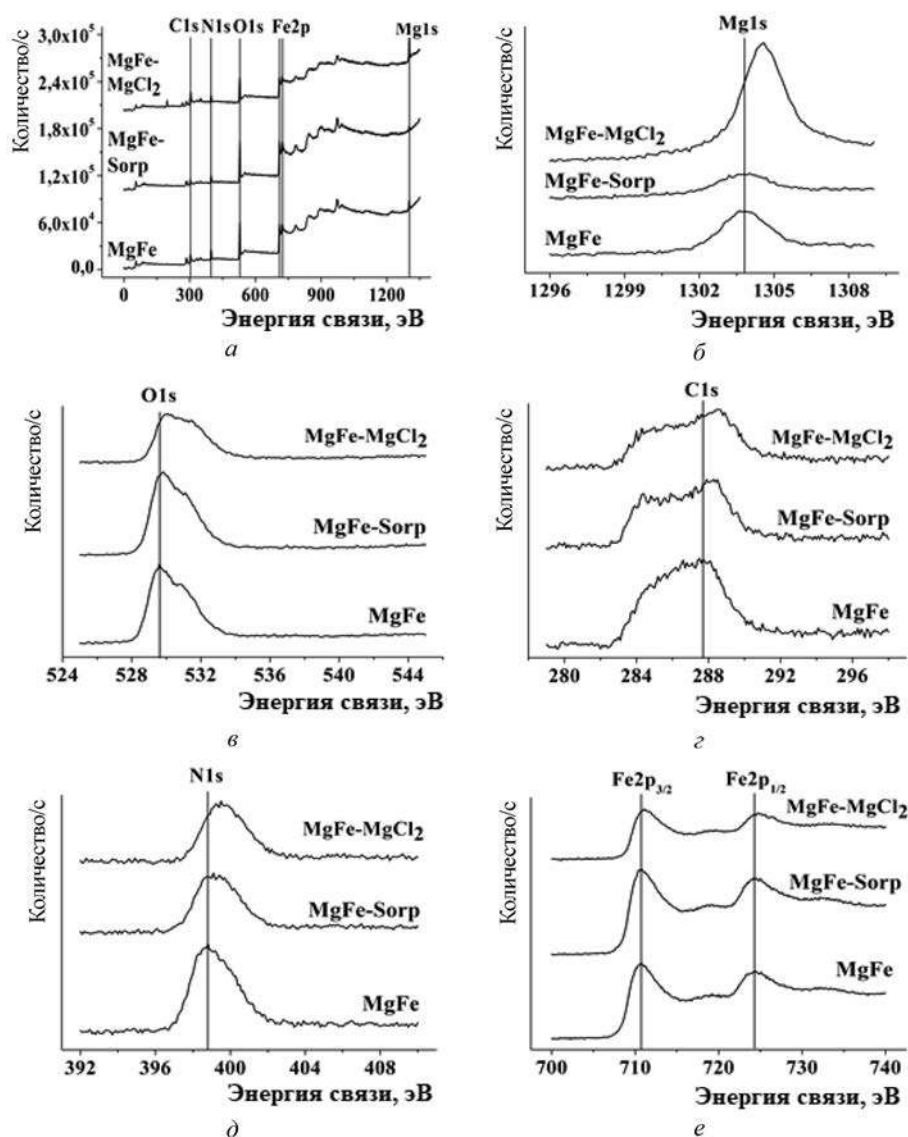 Количество/с
3,0x10⁵
2,4x10⁵
1,8x10⁵
1,2x10⁵
6,0x10⁴
0,0
C1s N1s O1s Fe2p Mg1s
MgFe-
MgCl₂
MgFe-
Sorp
MgFe
0 300 600 900 1200
Энергия связи, эВ
а
Количество/с
Mg1s
MgFe-MgCl₂
MgFe-Sorp
MgFe
1296 1299 1302 1305 1308
Энергия связи, эВ
б
Количество/с
O1s
MgFe-MgCl₂
MgFe-Sorp
MgFe
524 528 532 536 540 544
Энергия связи, эВ
в
Количество/с
C1s
MgFe-MgCl₂
MgFe-Sorp
MgFe
280 284 288 292 296
Энергия связи, эВ
г
Количество/с
N1s
MgFe-MgCl₂
MgFe-Sorp
MgFe
392 396 400 404 408
Энергия связи, эВ
д
Количество/с
Fe2p₃/₂ Fe2p₁/₂
MgFe-MgCl₂
MgFe-Sorp
MgFe
700 710 720 730 740
Энергия связи, эВ
е